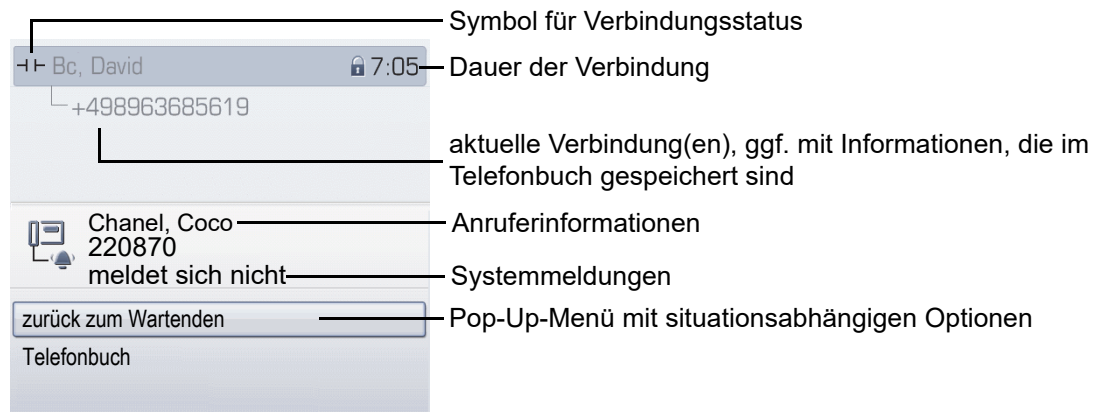 Symbol für Verbindungsstatus
Bc, David 7:05
Dauer der Verbindung
+498963685619
aktuelle Verbindung(en), ggf. mit Informationen, die im
Telefonbuch gespeichert sind
Chanel, Coco
Anruferinformationen
220870
meldet sich nicht
Systemmeldungen
zurück zum Wartenden
Pop-Up-Menü mit situationsabhängigen Optionen
Telefonbuch